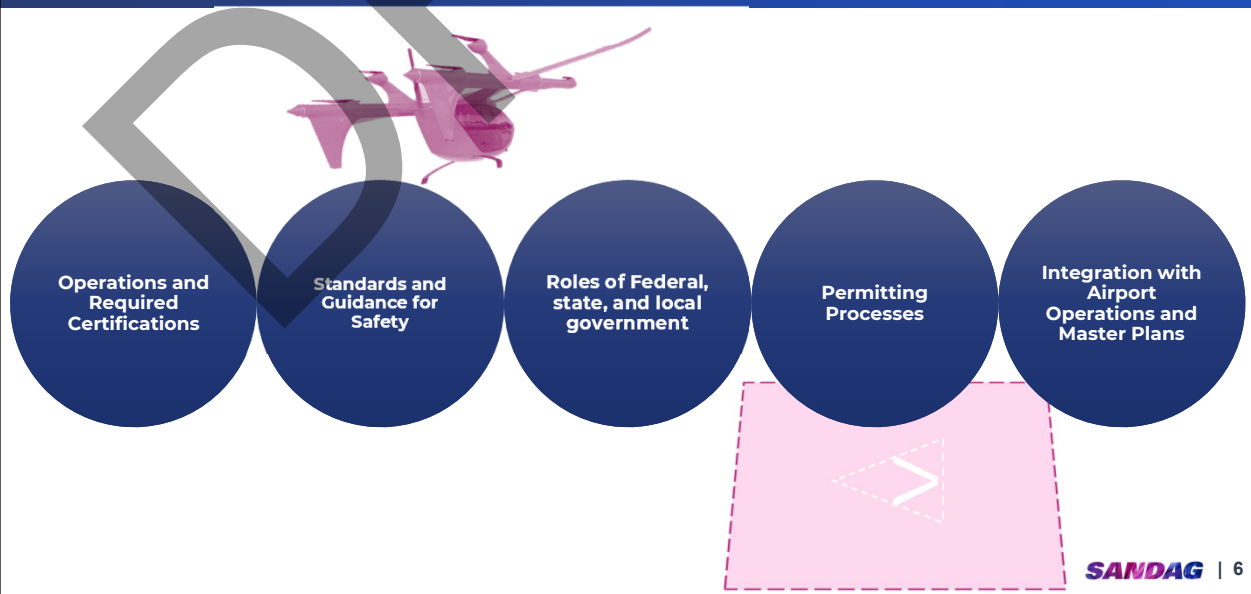 Operations and
Required
Certifications
Standards and
Guidance for
Safety
Roles of Federal,
state, and local
government
Permitting
Processes
Integration with
Airport
Operations and
Master Plans
V
SANDAG | 6